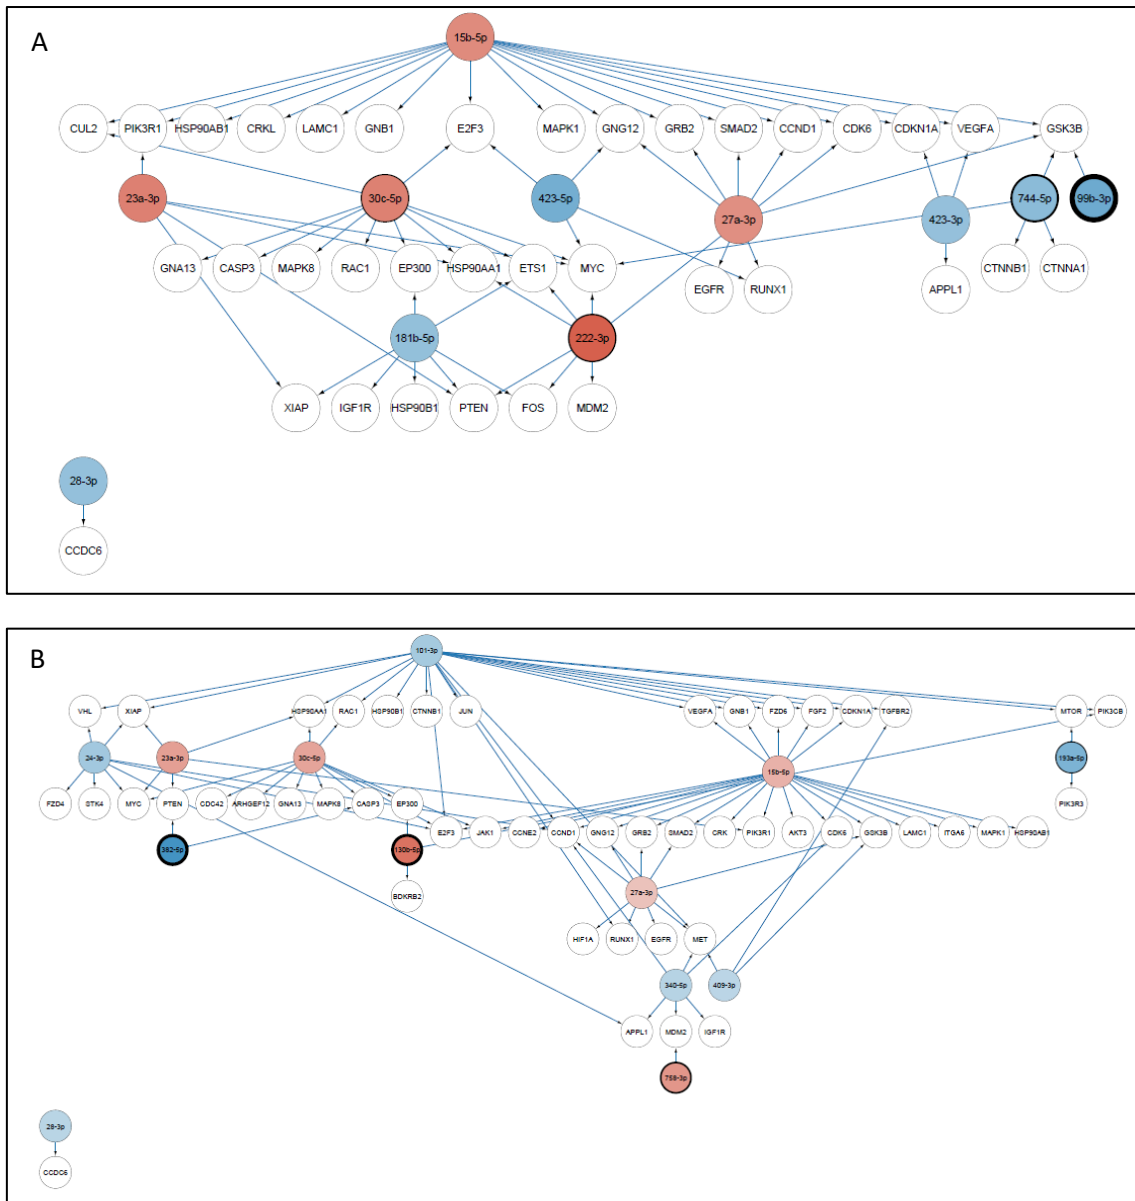 A
15b-5p
CUL2 PIK3R1 HSP90AB1 CRKL LAMC1 GNB1 E2F3 MAPK1 GNG12 GRB2 SMAD2 CCND1 CDK6 CDKN1A VEGFA GSK3B
23a-3p 30c-5p 423-5p 27a-3p 423-3p 744-5p 99b-3p
GNA13 CASP3 MAPK8 RAC1 EP300 HSP90AA1 ETS1 MYC EGFR RUNX1 APPL1 CTNNB1 CTNNA1
181b-5p 222-3p
XIAP IGF1R HSP90B1 PTEN FOS MDM2
28-3p
CCDC6
B
101-3p
VHL XIAP HSP90AA1 RAC1 HSP90B1 CTNNB1 JUN VEGFA GNB1 FZD6 FGF2 CDKN1A TGFBR2 MTOR PIK3CB
24-3p 23a-3p 30c-5p 15b-5p 193a-5p
FZD4 STK4 MYC PTEN CDC42 ARHGEF12 GNA13 MAPK8 CASP3 EP300 PIK3R3
E2F3 JAK1 CCNE2 CCND1 GNG12 GRB2 SMAD2 CRK PIK3R1 AKT3 CDK6 GSK3B LAMC1 ITGA6 MAPK1 HSP90AB1
382-5p 130b-5p
BDKRB2 27a-3p
HIF1A RUNX1 EGFR MET
340-5p 409-3p
APPL1 MDM2 IGF1R
758-3p
28-3p
CCDC6